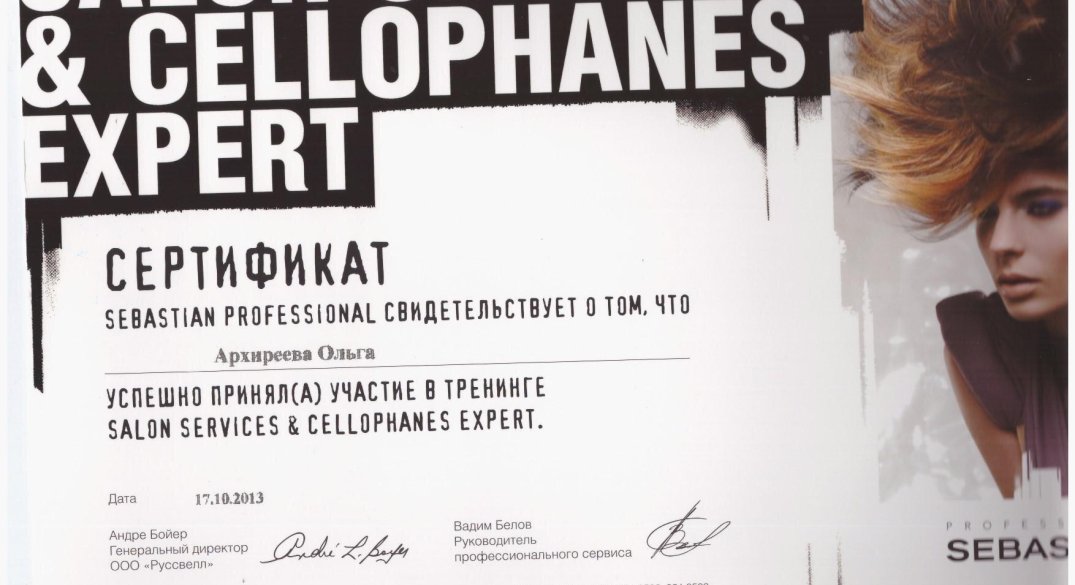 & CELLOPHANES
EXPERT
СЕРТИФИКАТ
SEBASTIAN PROFESSIONAL СВИДЕТЕЛЬСТВУЕТ О ТОМ, ЧТО
Архиреева Ольга
УСПЕШНО ПРИНЯЛ(А) УЧАСТИЕ В ТРЕНИНГЕ
SALON SERVICES & CELLOPHANES EXPERT.
Дата 17.10.2013
Андре Бойер
Генеральный директор
ООО «Руссвелл»
Вадим Белов
Руководитель
профессионального сервиса
PROFESS
SEBAS